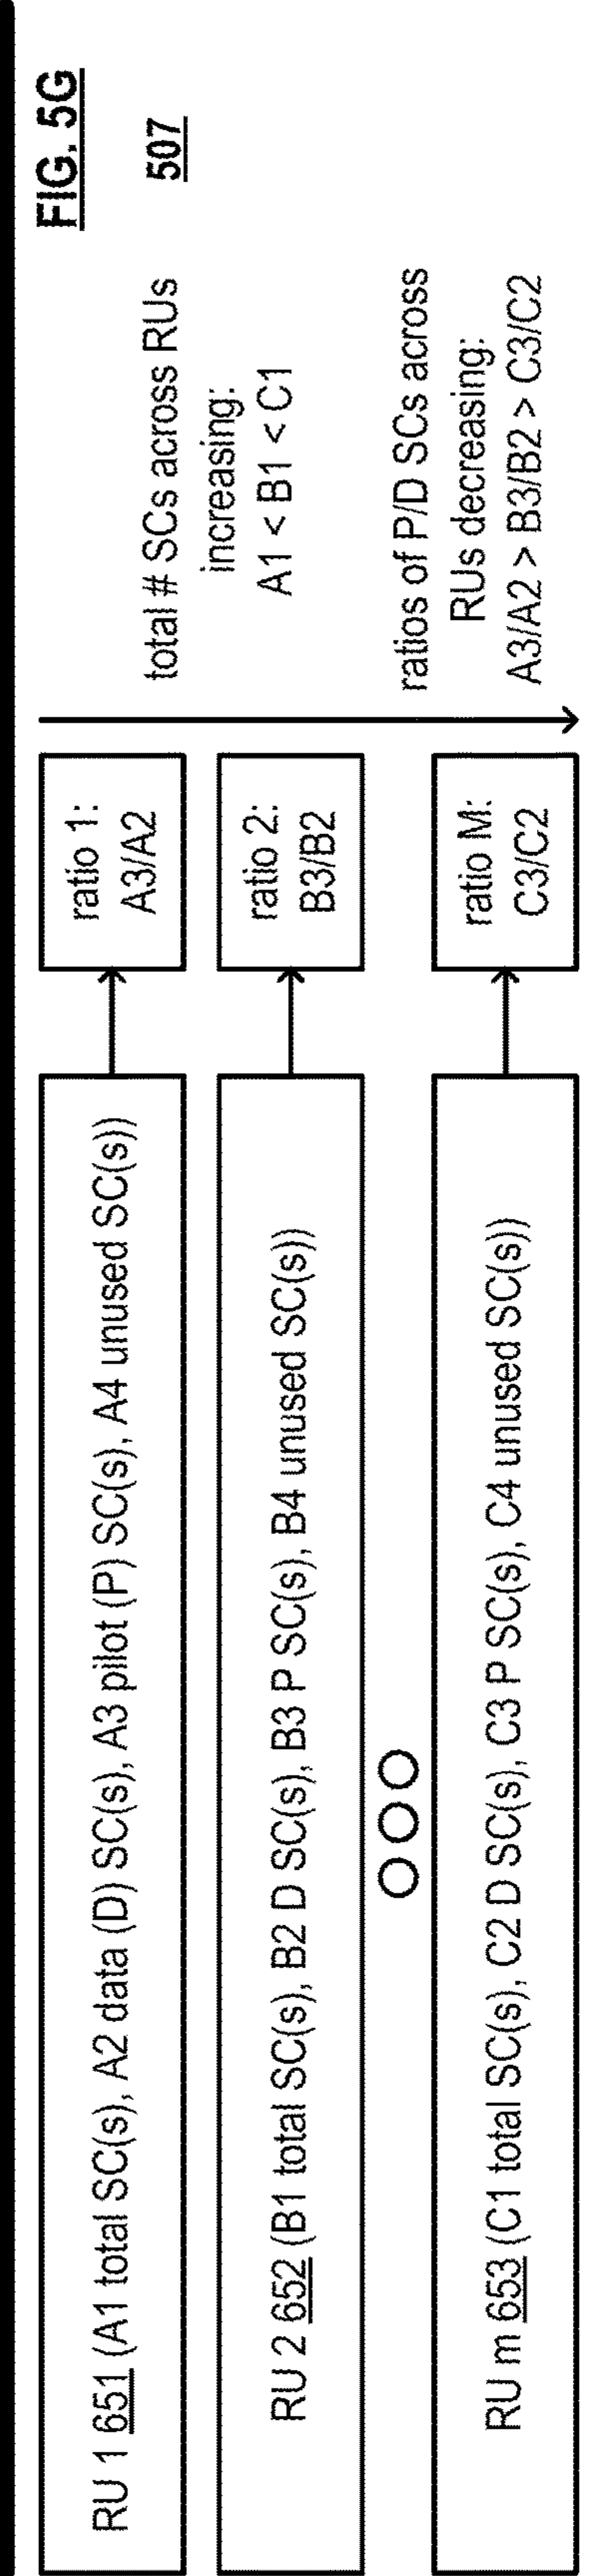 FIG. 5G
507
RU 1 651 (A1 total SC(s), A2 data (D) SC(s), A3 pilot (P) SC(s), A4 unused SC(s))
ratio 1:
A3/A2
RU 2 652 (B1 total SC(s), B2 D SC(s), B3 P SC(s), B4 unused SC(s))
ratio 2:
B3/B2
RU m 653 (C1 total SC(s), C2 D SC(s), C3 P SC(s), C4 unused SC(s))
ratio M:
C3/C2
total # SCs across RUs
increasing:
A1 < B1 < C1
ratios of P/D SCs across
RUs decreasing:
A3/A2 > B3/B2 > C3/C2